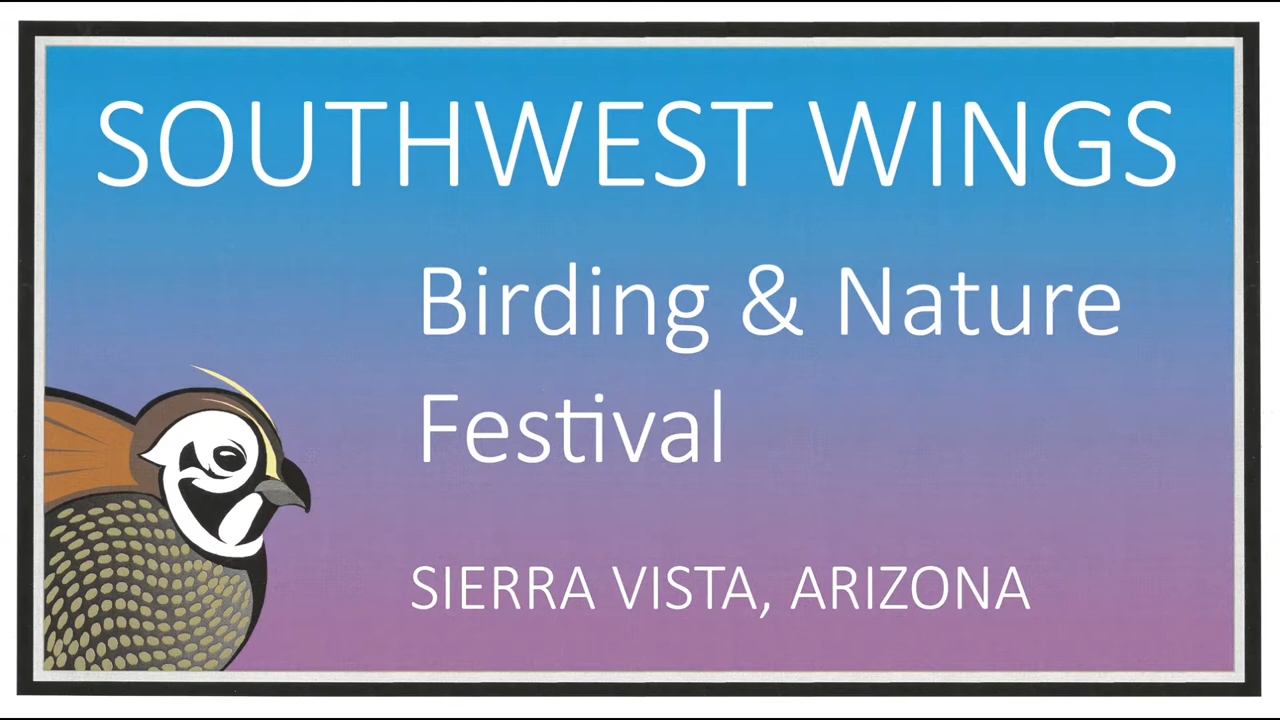 SOUTHWEST WINGS
Birding & Nature
Festival
SIERRA VISTA, ARIZONA